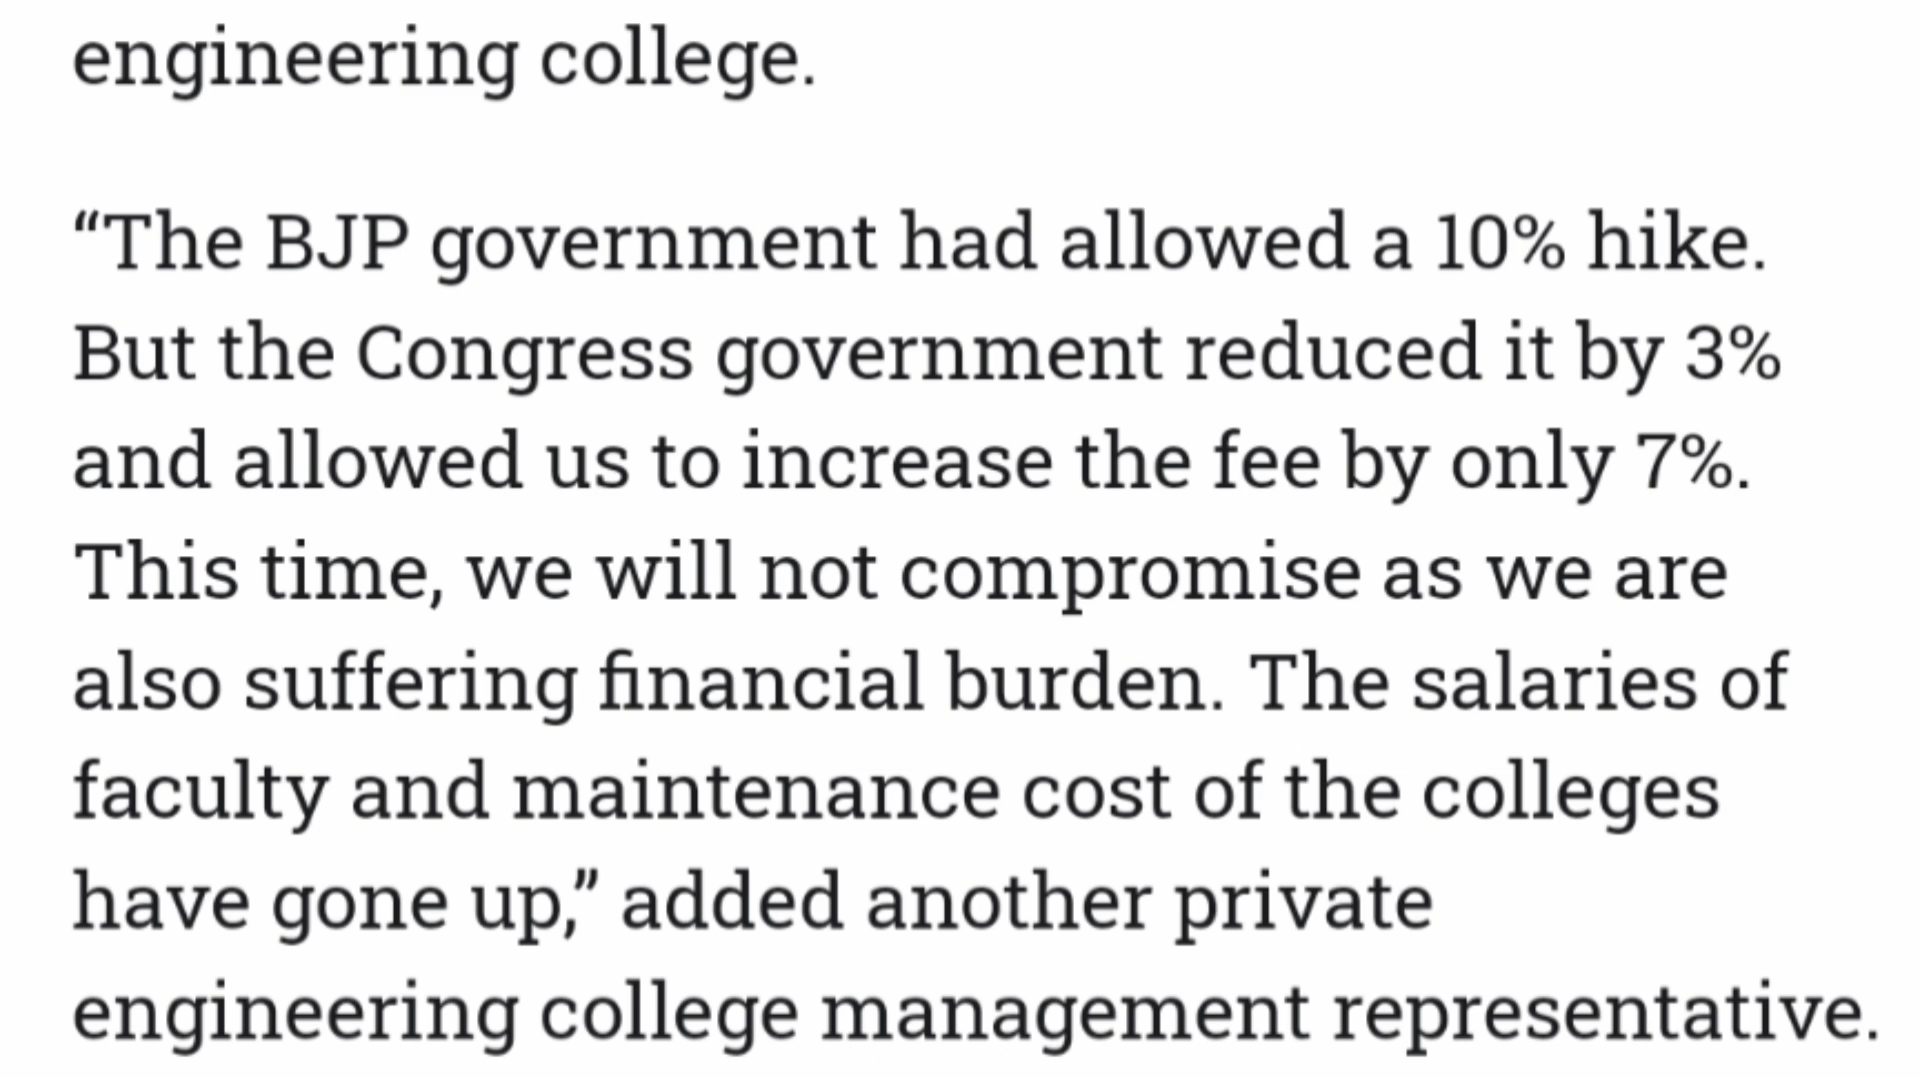 engineering college.
“The BJP government had allowed a 10% hike.
But the Congress government reduced it by 3%
and allowed us to increase the fee by only 7%.
This time, we will not compromise as we are
also suffering financial burden. The salaries of
faculty and maintenance cost of the colleges
have gone up,” added another private
engineering college management representative.